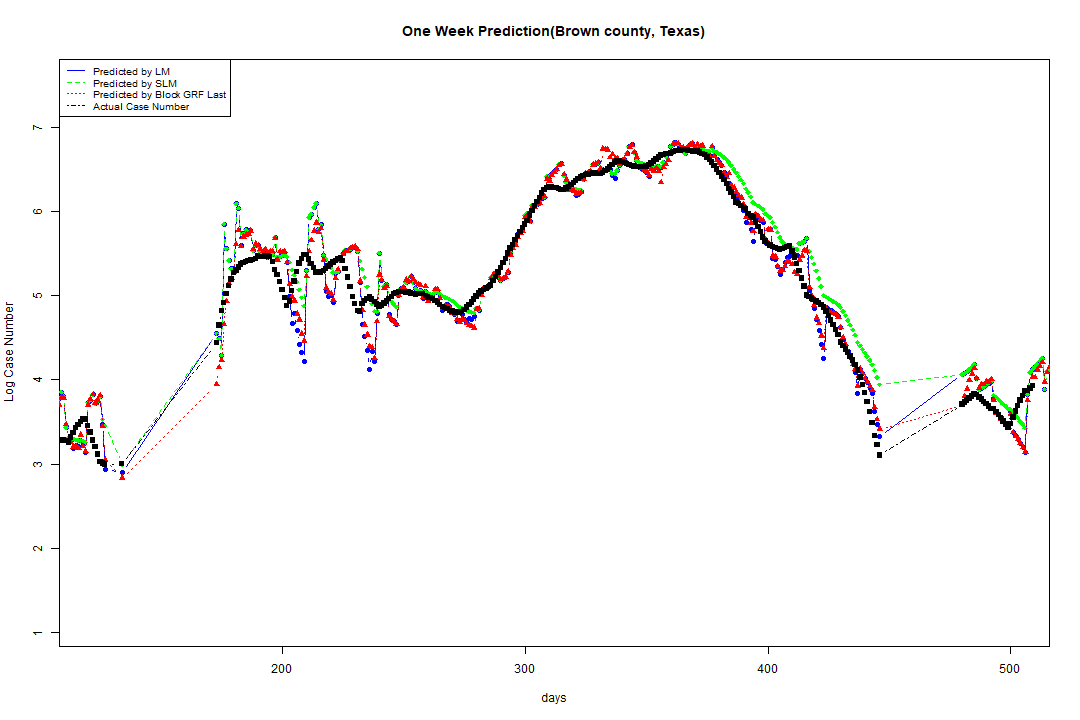 One Week Prediction(Brown county, Texas)
Predicted by LM
Predicted by SLM
Predicted by Block GRF Last
Actual Case Number
7
6
5
4
3
2
1
Log Case Number
200 300 400 500
days